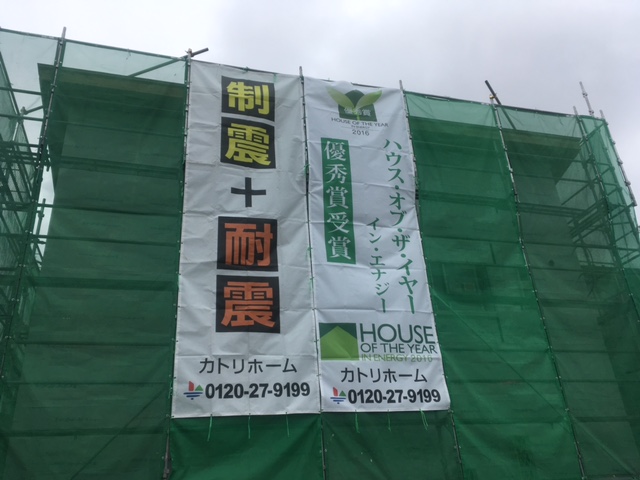 制震
+
耐震
カトリホーム
0120-27-9199
HOUSE OF THE YEAR
2016
ハウス・オブ・ザ・イヤー
イン・エナジー
優秀賞受賞
HOUSE
OF THE YEAR
IN ENERGY 2016
カトリホーム
0120-27-9199